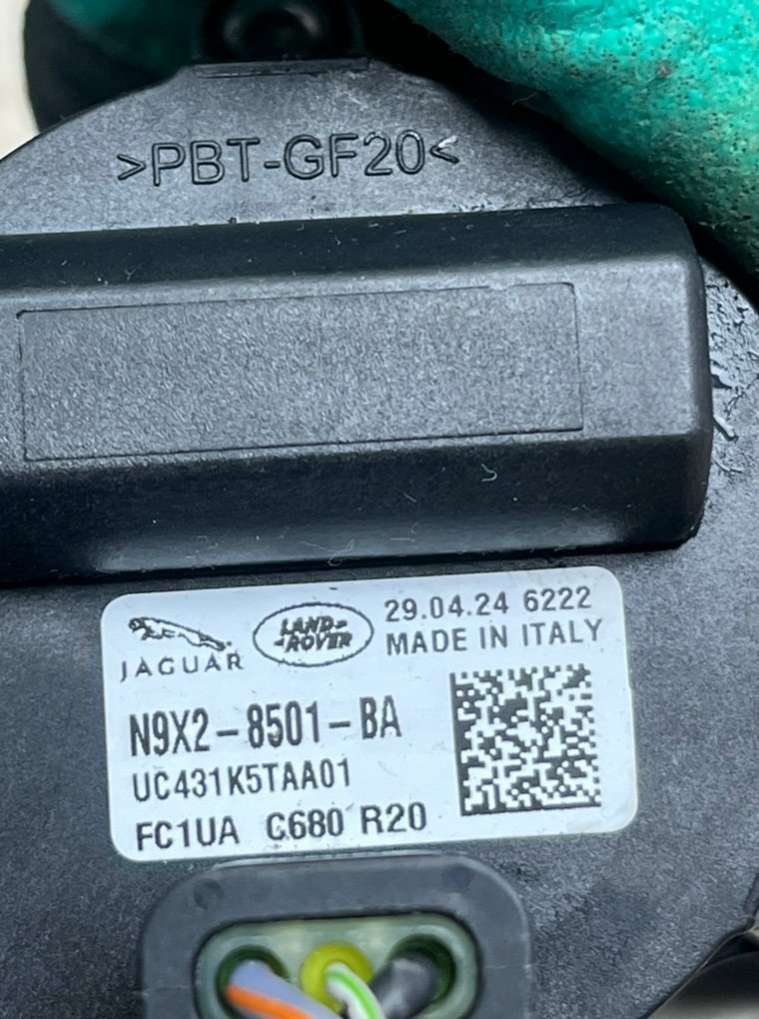 >PBT-GF20<
JAGUAR
LAND-
-ROVER
29.04.24 6222
MADE IN ITALY
N9X2-8501-BA
UC431K5TAA01
FC1UA C680 R20